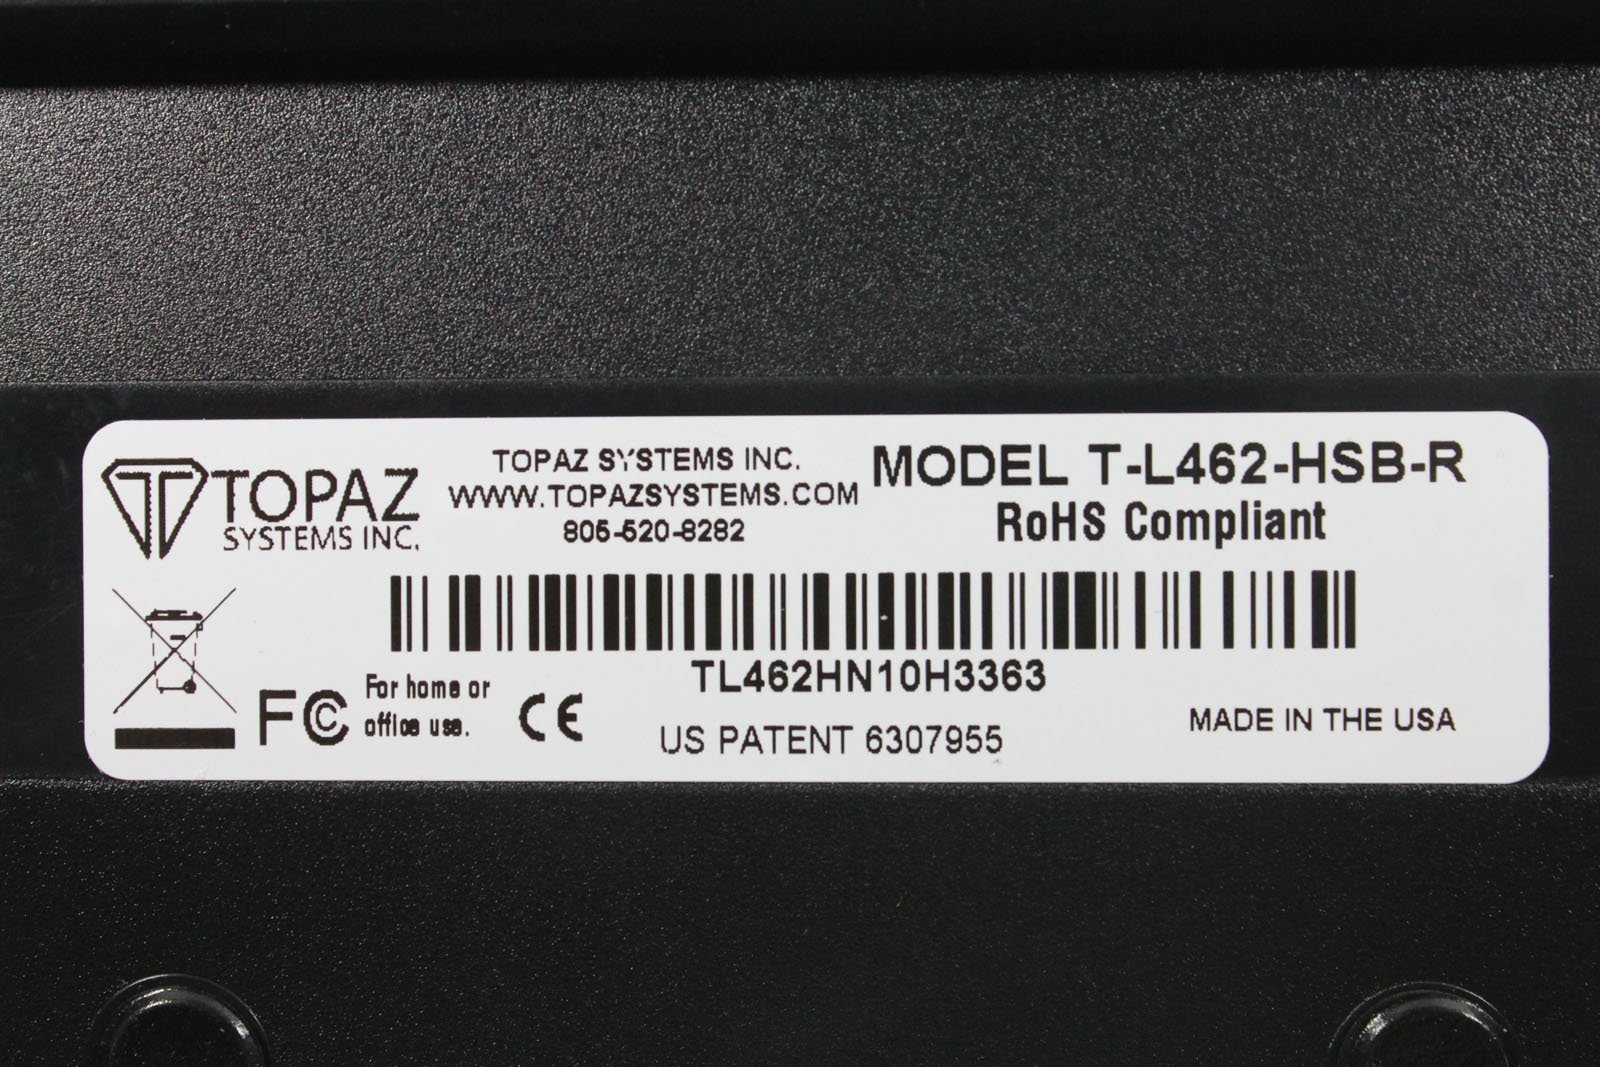 TOPAZ
SYSTEMS INC.
TOPAZ SYSTEMS INC.
WWW.TOPAZSYSTEMS.COM
805-520-8282
MODEL T-L462-HSB-R
RoHS Compliant
TL462HN10H3363
FC For home or
office use.
CE
US PATENT 6307955
MADE IN THE USA